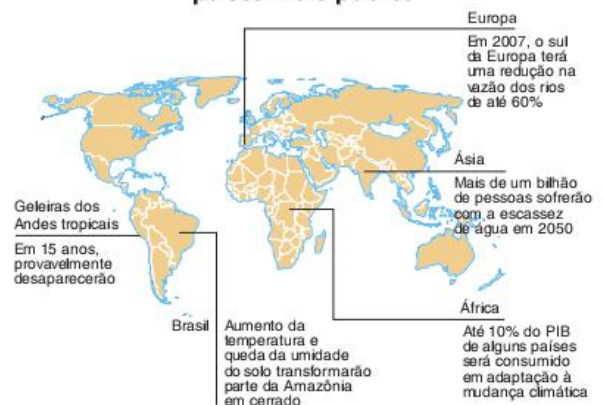 Europa
Em 2007, o sul
da Europa terá
uma redução na
vazão dos rios
de até 60%
Ásia
Mais de um bilhão
de pessoas sofrerão
com a escassez
de água em 2050
Geleiras dos
Andes tropicais
Em 15 anos,
provavelmente
desaparecerão
África
Até 10% do PIB
de alguns países
será consumido
em adaptação à
mudança climática
Brasil
Aumento da
temperatura e
queda da umidade
do solo transformarão
parte da Amazônia
em cerrado